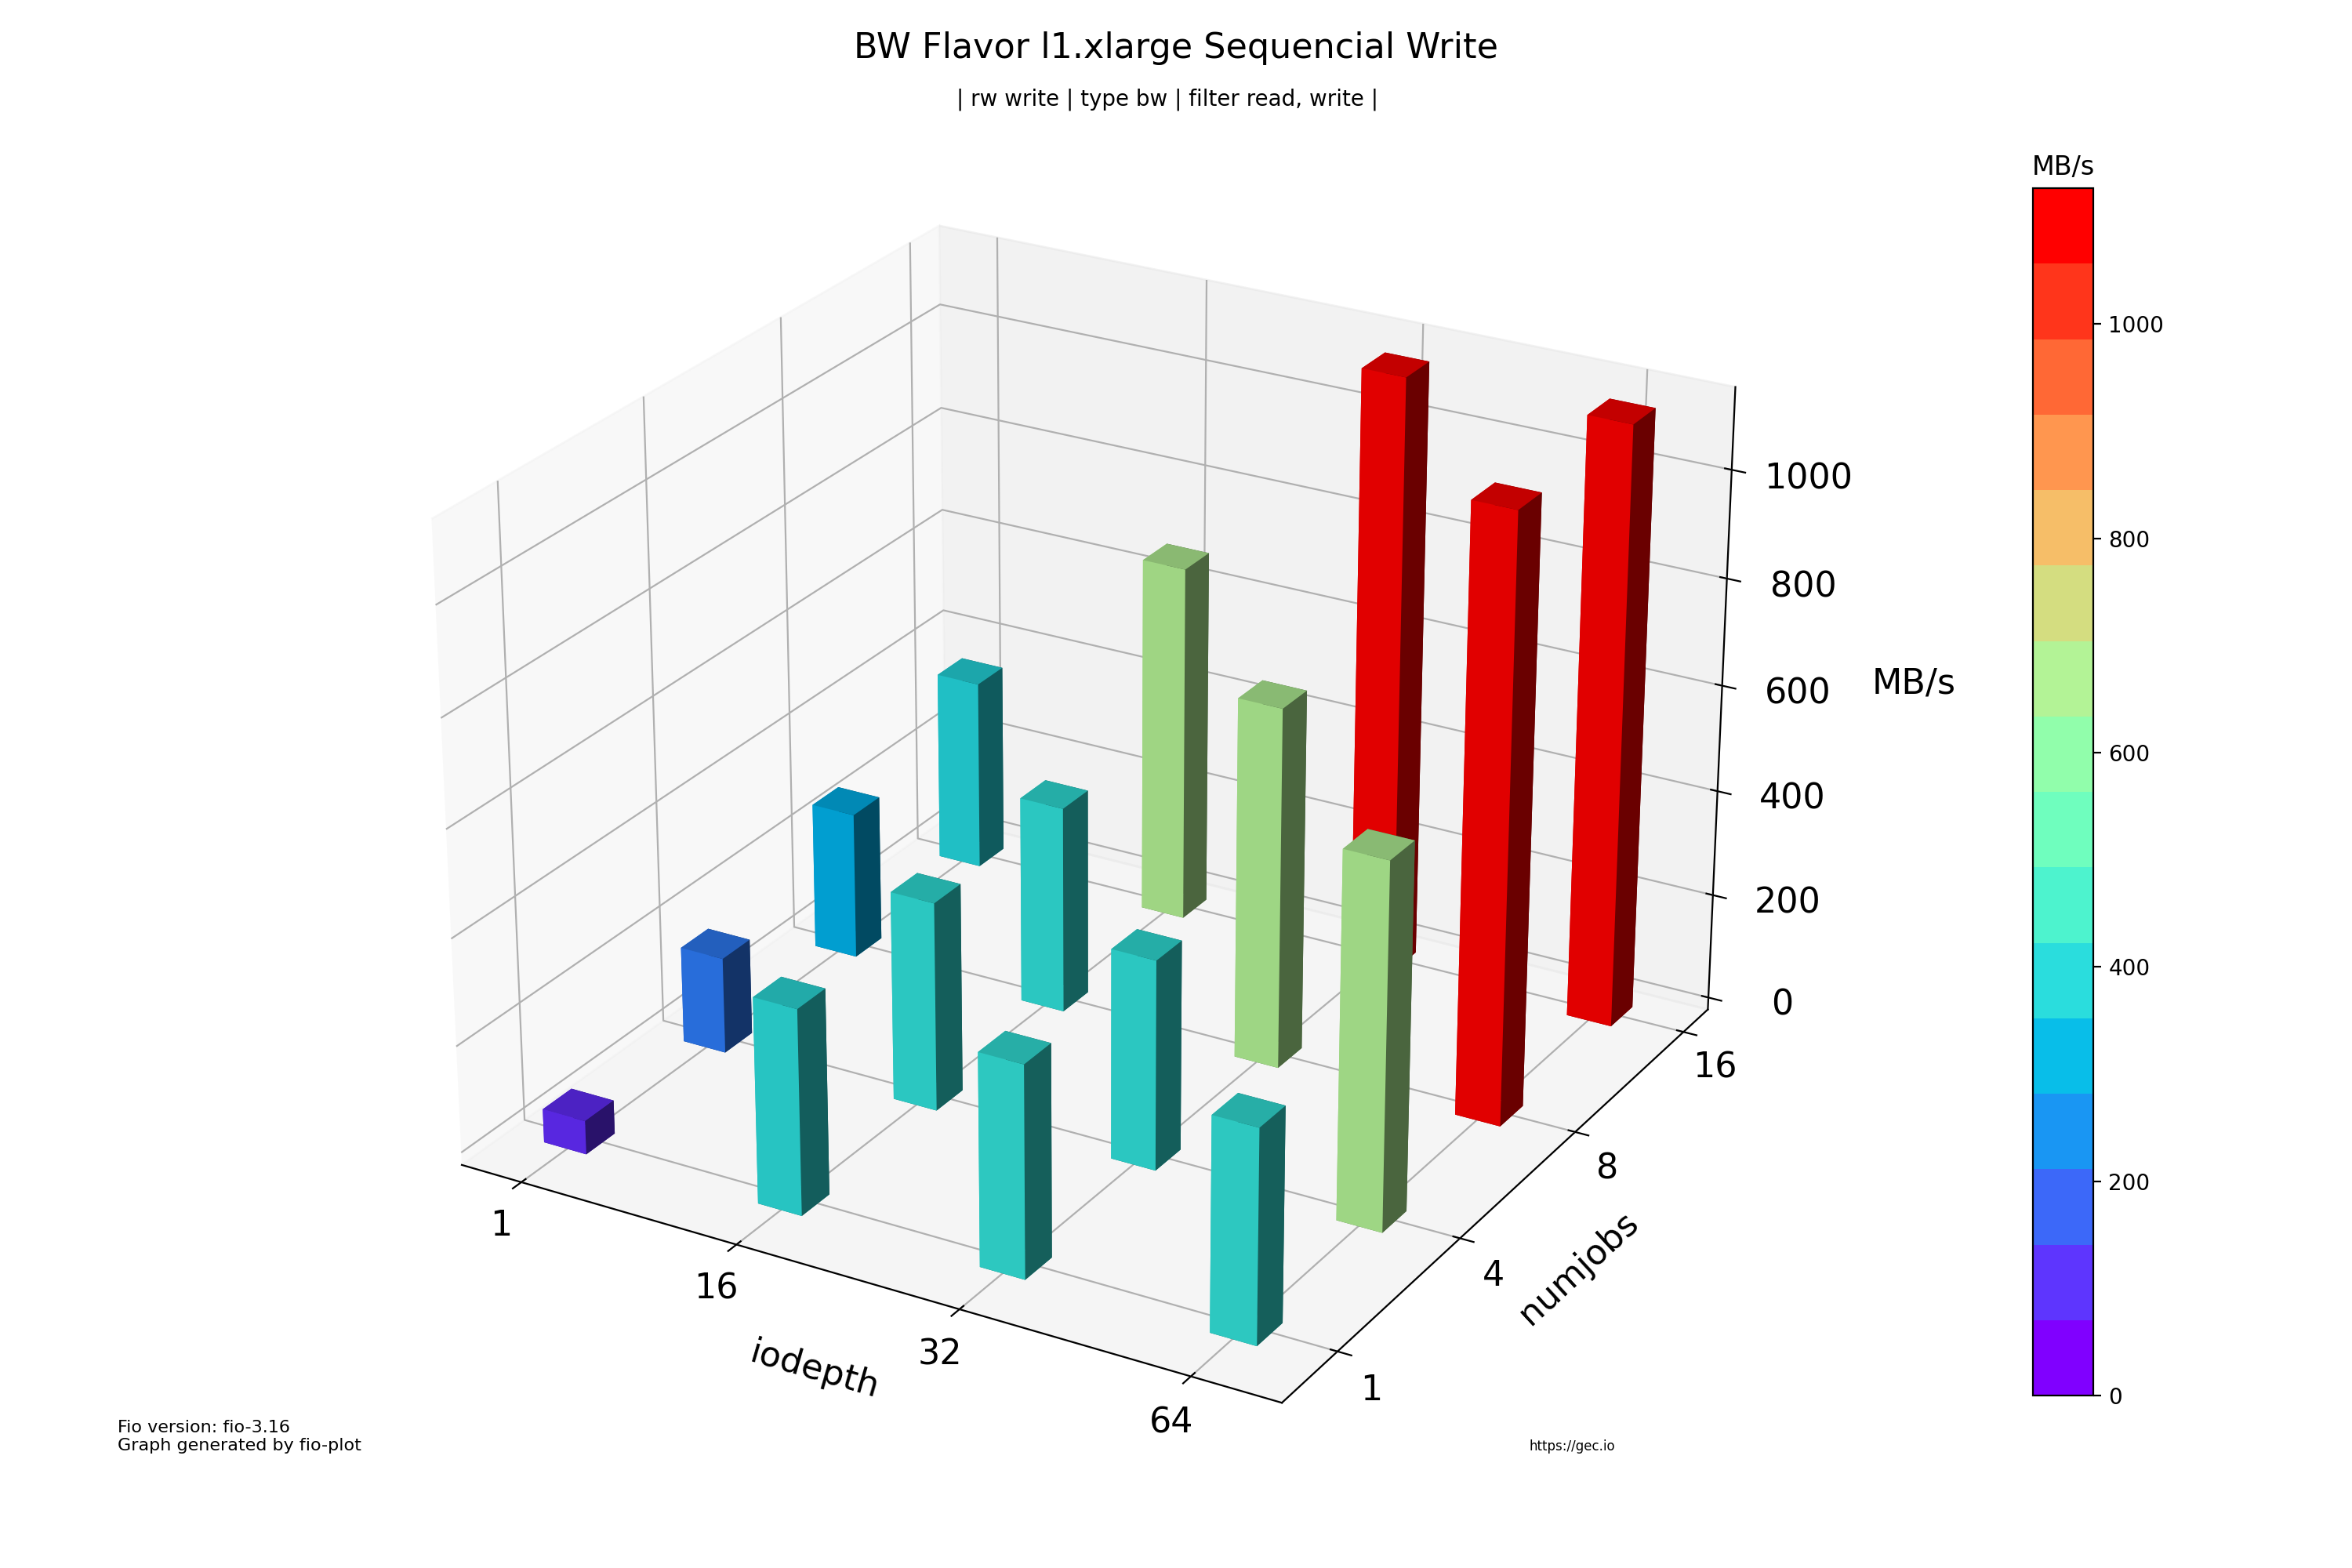 BW Flavor l1.xlarge Sequencial Write
| rw write | type bw | filter read, write |
MB/s
1000
800
600
400
200
0
1000
800
600
400
200
0
MB/s
16
8
4
1
numjobs
1
16
32
64
iodepth
Fio version: fio-3.16
Graph generated by fio-plot
https://gec.io